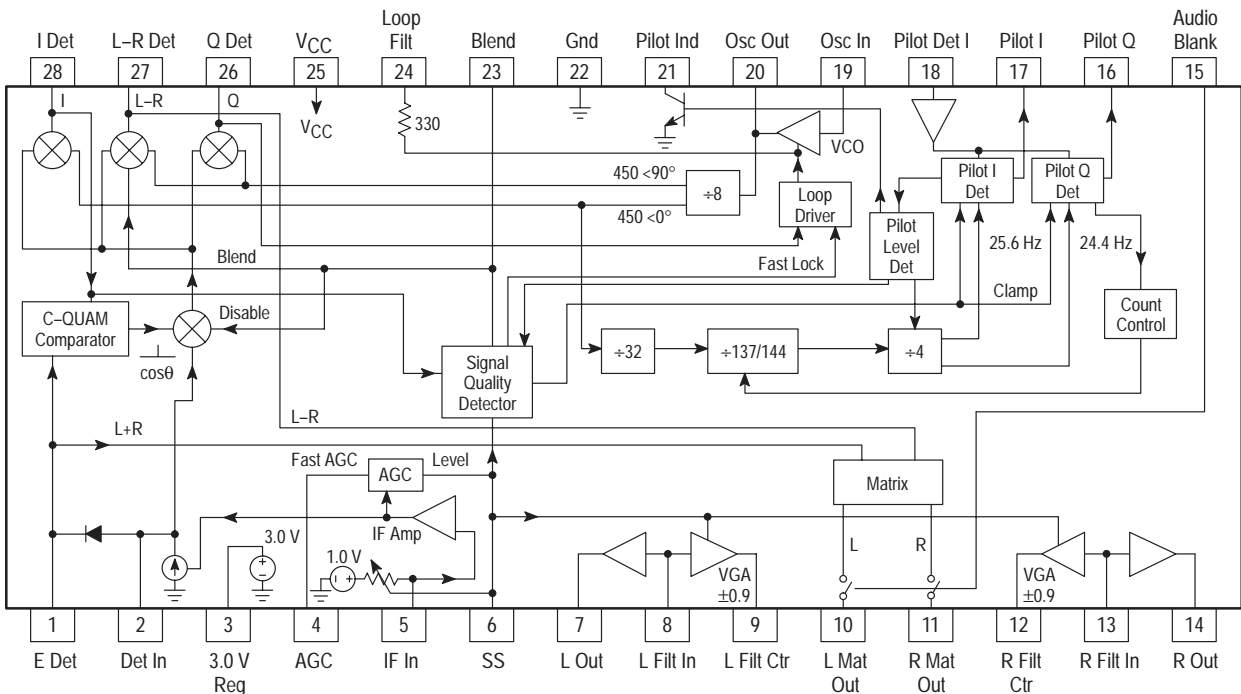 I Det
L–R Det
Q Det
VCC
Loop
Filt
Blend
Gnd
Pilot Ind
Osc Out
Osc In
Pilot Det I
Pilot I
Pilot Q
Audio
Blank
28
27
26
25
24
23
22
21
20
19
18
17
16
15
I
L–R
Q
VCC
330
VCO
450 <90°
450 <0°
÷8
Loop
Driver
Pilot I
Det
Pilot Q
Det
Pilot
Level
Det
25.6 Hz
24.4 Hz
Blend
Fast Lock
Clamp
Count
Control
C–QUAM
Comparator
Disable
cosθ
÷32
÷137/144
÷4
Signal
Quality
Detector
L–R
L+R
Fast AGC
AGC
Level
Matrix
IF Amp
3.0 V
1.0 V
L
R
VGA
±0.9
VGA
±0.9
1
2
3
4
5
6
7
8
9
10
11
12
13
14
E Det
Det In
3.0 V
Reg
AGC
IF In
SS
L Out
L Filt In
L Filt Ctr
L Mat
Out
R Mat
Out
R Filt
Ctr
R Filt In
R Out